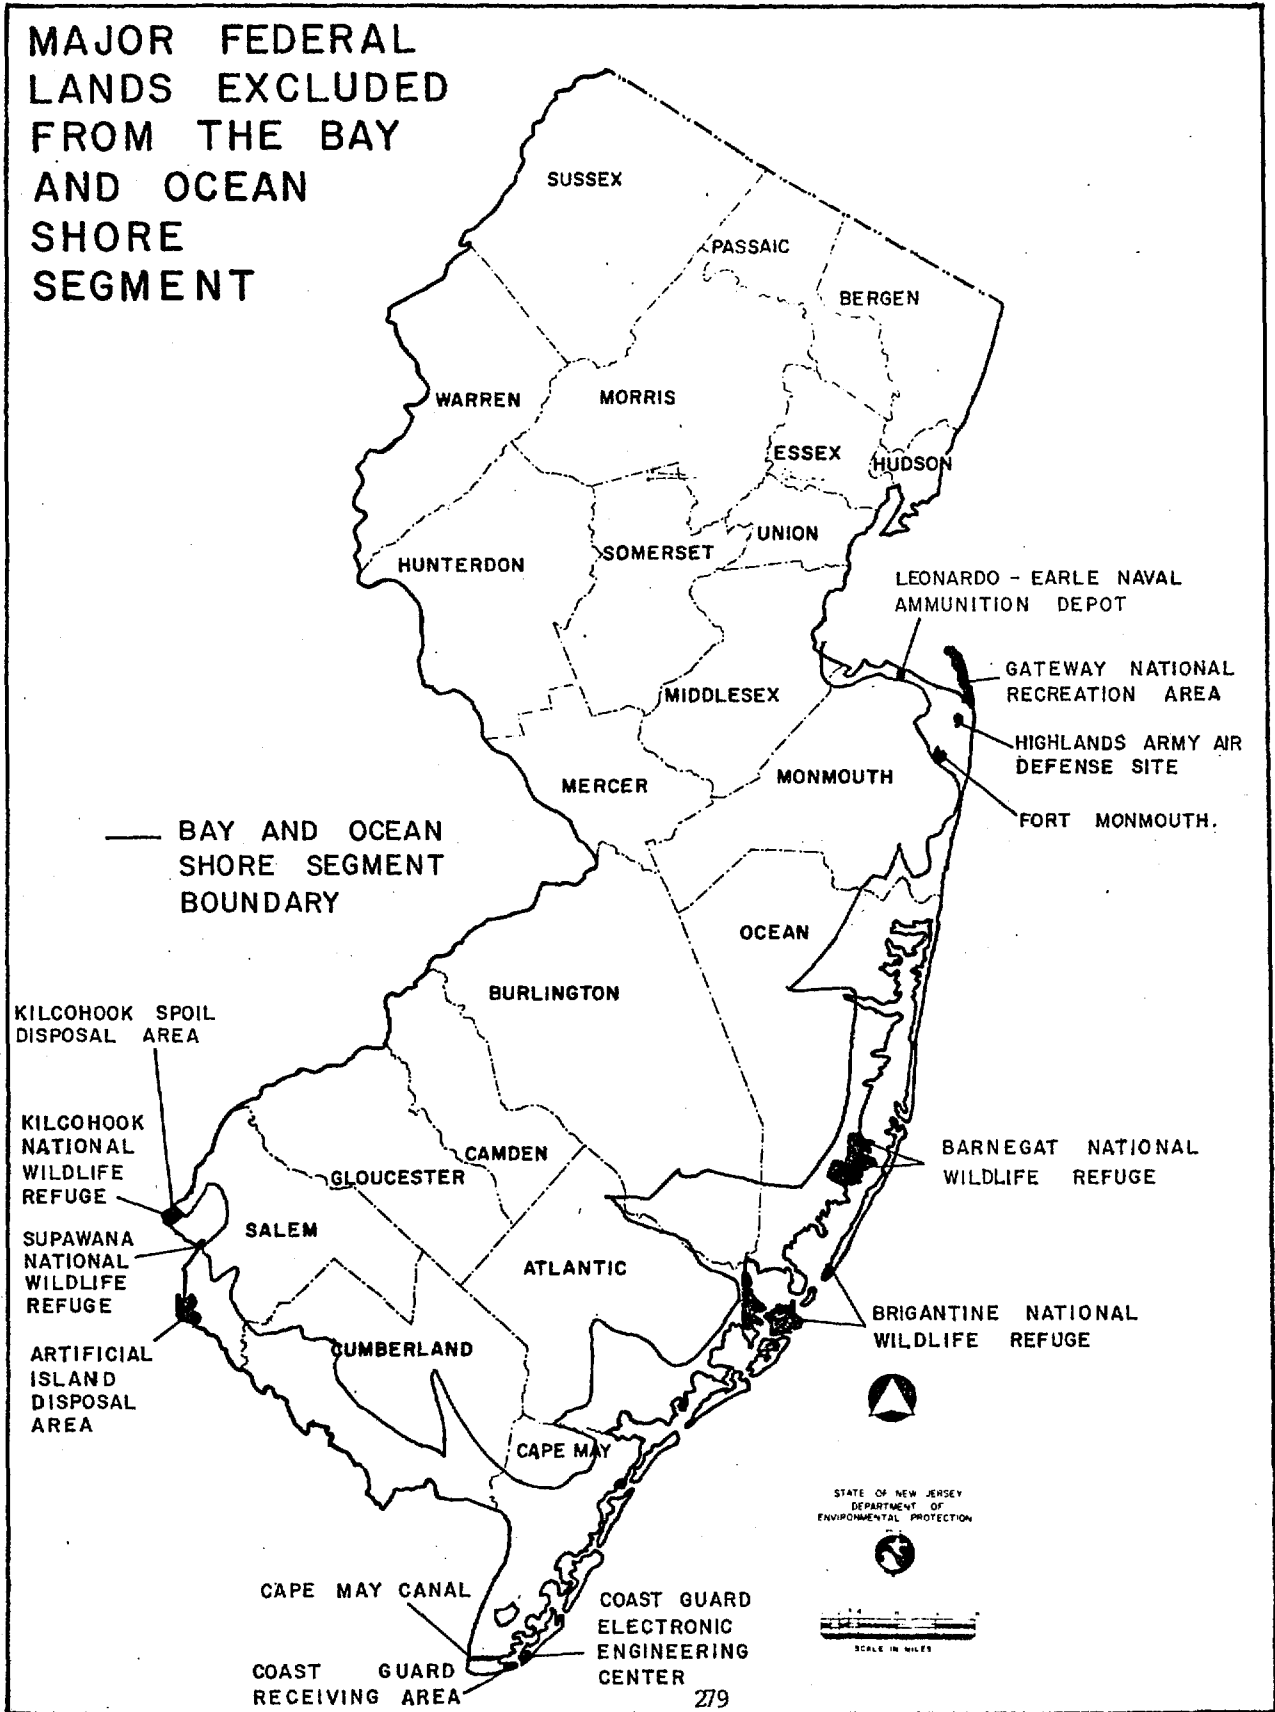 MAJOR FEDERAL
LANDS EXCLUDED
FROM THE BAY
AND OCEAN
SHORE
SEGMENT
SUSSEX
PASSAIC
BERGEN
WARREN
MORRIS
ESSEX
HUDSON
UNION
SOMERSET
HUNTERDON
LEONARDO - EARLE NAVAL
AMMUNITION DEPOT
GATEWAY NATIONAL
RECREATION AREA
MIDDLESEX
HIGHLANDS ARMY AIR
DEFENSE SITE
MERCER
MONMOUTH
FORT MONMOUTH.
BAY AND OCEAN
SHORE SEGMENT
BOUNDARY
OCEAN
BURLINGTON
KILCOHOOK SPOIL
DISPOSAL AREA
KILCOHOOK
NATIONAL
WILDLIFE
REFUGE
CAMDEN
GLOUCESTER
BARNEGAT NATIONAL
WILDLIFE REFUGE
SALEM
SUPAWANA
NATIONAL
WILDLIFE
REFUGE
ATLANTIC
BRIGANTINE NATIONAL
WILDLIFE REFUGE
CUMBERLAND
ARTIFICIAL
ISLAND
DISPOSAL
AREA
CAPE MAY
STATE OF NEW JERSEY
DEPARTMENT OF
ENVIRONMENTAL PROTECTION
CAPE MAY CANAL
COAST GUARD
ELECTRONIC
ENGINEERING
CENTER
SCALE IN MILES
COAST GUARD
RECEIVING AREA
279